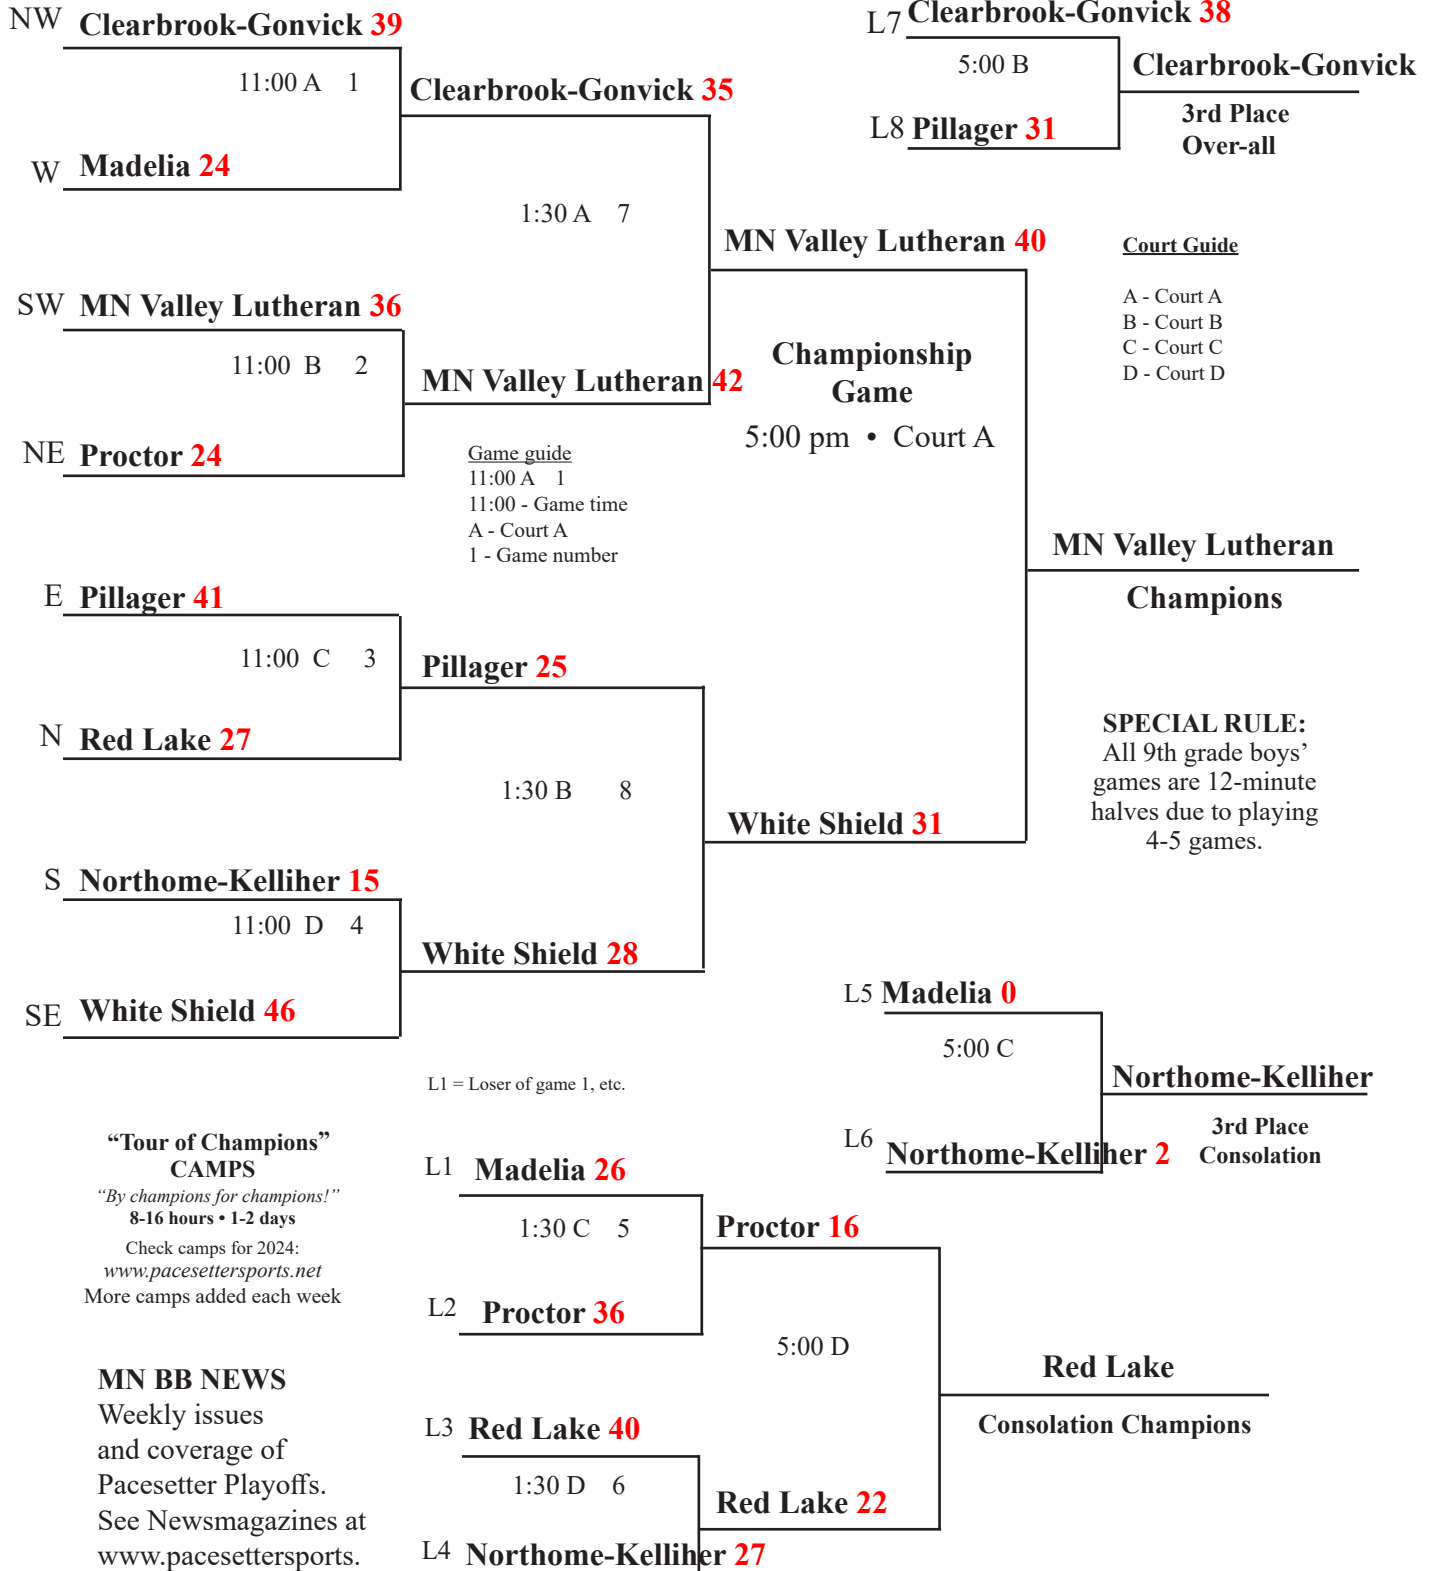 NW Clearbrook-Gonvick 39
11:00 A 1
W Madelia 24
Clearbrook-Gonvick 35
1:30 A 7
SW MN Valley Lutheran 36
11:00 B 2
NE Proctor 24
MN Valley Lutheran 42
Game guide
11:00 A 1
11:00 - Game time
A - Court A
1 - Game number
MN Valley Lutheran 40
Championship
Game
5:00 pm • Court A
L7 Clearbrook-Gonvick 38
5:00 B
L8 Pillager 31
Clearbrook-Gonvick
3rd Place
Over-all
Court Guide
A - Court A
B - Court B
C - Court C
D - Court D
MN Valley Lutheran
Champions
E Pillager 41
11:00 C 3
N Red Lake 27
Pillager 25
1:30 B 8
S Northome-Kelliher 15
11:00 D 4
SE White Shield 46
White Shield 28
White Shield 31
SPECIAL RULE:
All 9th grade boys’
games are 12-minute
halves due to playing
4-5 games.
L5 Madelia 0
5:00 C
L6 Northome-Kelliher 2
Northome-Kelliher
3rd Place
Consolation
L1 = Loser of game 1, etc.
“Tour of Champions”
CAMPS
“By champions for champions!”
8-16 hours • 1-2 days
Check camps for 2024:
www.pacesettersports.net
More camps added each week
L1 Madelia 26
1:30 C 5
L2 Proctor 36
Proctor 16
5:00 D
Red Lake
Consolation Champions
L3 Red Lake 40
1:30 D 6
L4 Northome-Kelliher 27
Red Lake 22
MN BB NEWS
Weekly issues
and coverage of
Pacesetter Playoffs.
See Newsmagazines at
www.pacesettersports.